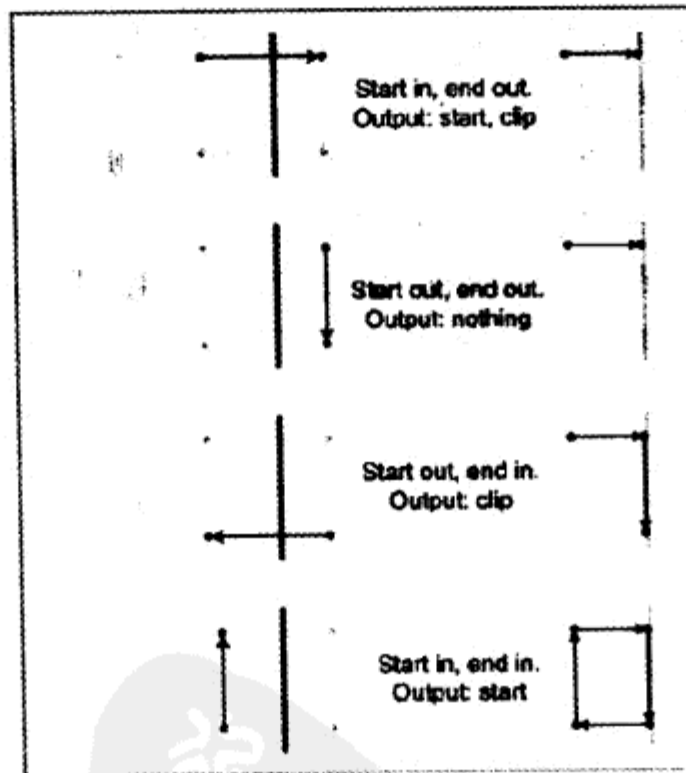 Start in, end out.
Output: start, clip
Start out, end out.
Output: nothing
Start out, end in.
Output: clip
Start in, end in.
Output: start